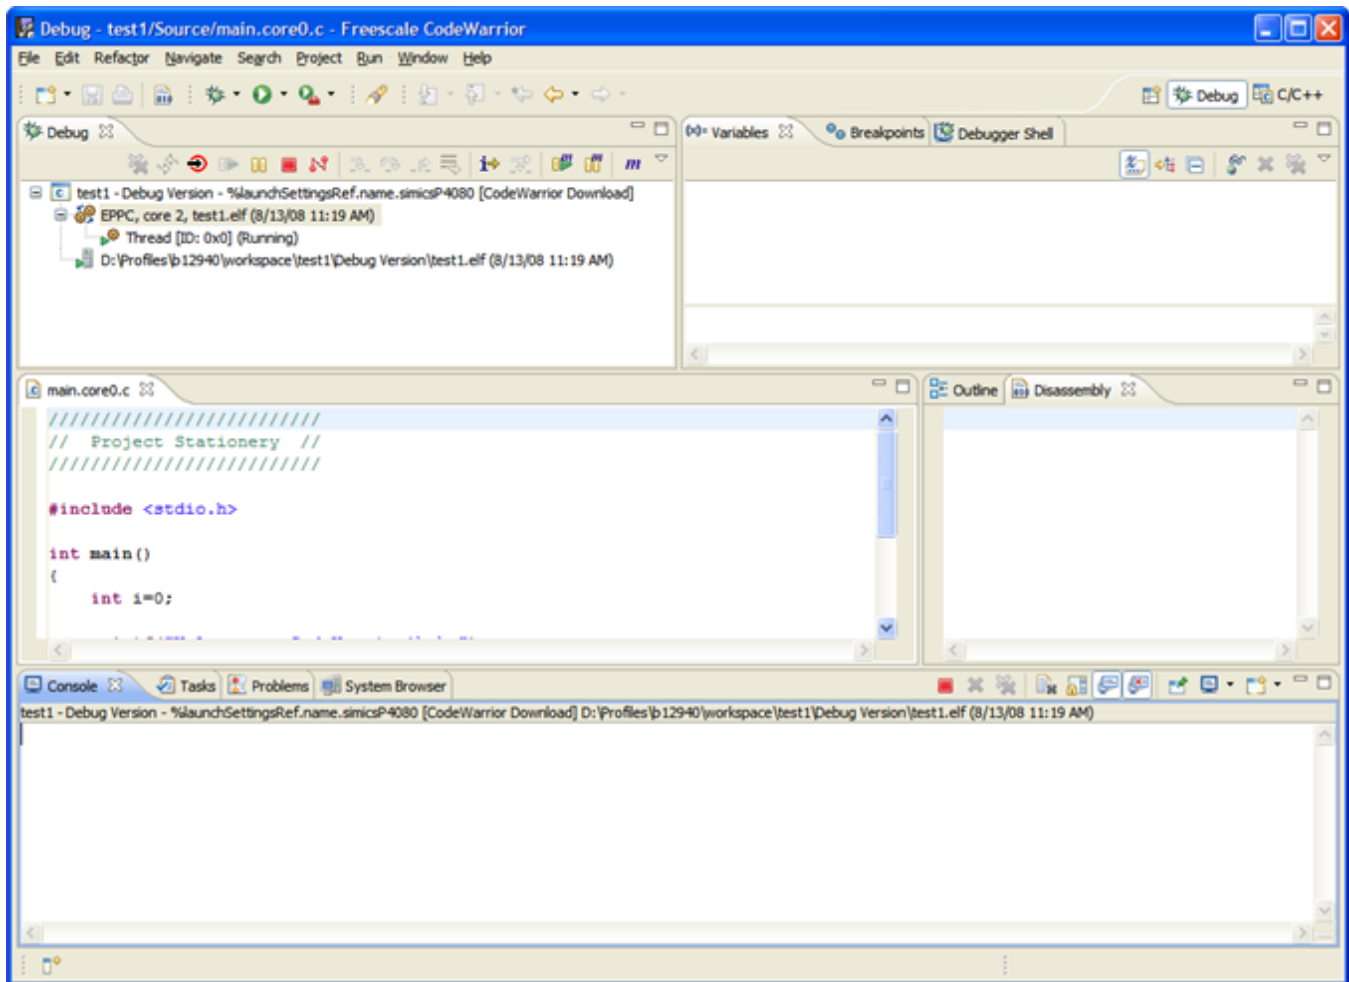 Debug - test1/Source/main.core0.c - Freescale CodeWarrior
File Edit Refactor Navigate Search Project Run Window Help
Debug C/C++
Debug
m
test1 - Debug Version - %launchSettingsRef.name.simicsP4080 [CodeWarrior Download]
EPPC, core 2, test1.elf (8/13/08 11:19 AM)
Thread [ID: 0x0] (Running)
D:\Profiles\b12940\workspace\test1\Debug Version\test1.elf (8/13/08 11:19 AM)
(x)= Variables Breakpoints Debugger Shell
main.core0.c
//////////////////////////
// Project Stationery //
//////////////////////////
#include <stdio.h>
int main()
{
int i=0;
Outline Disassembly
Console Tasks Problems System Browser
test1 - Debug Version - %launchSettingsRef.name.simicsP4080 [CodeWarrior Download] D:\Profiles\b12940\workspace\test1\Debug Version\test1.elf (8/13/08 11:19 AM)